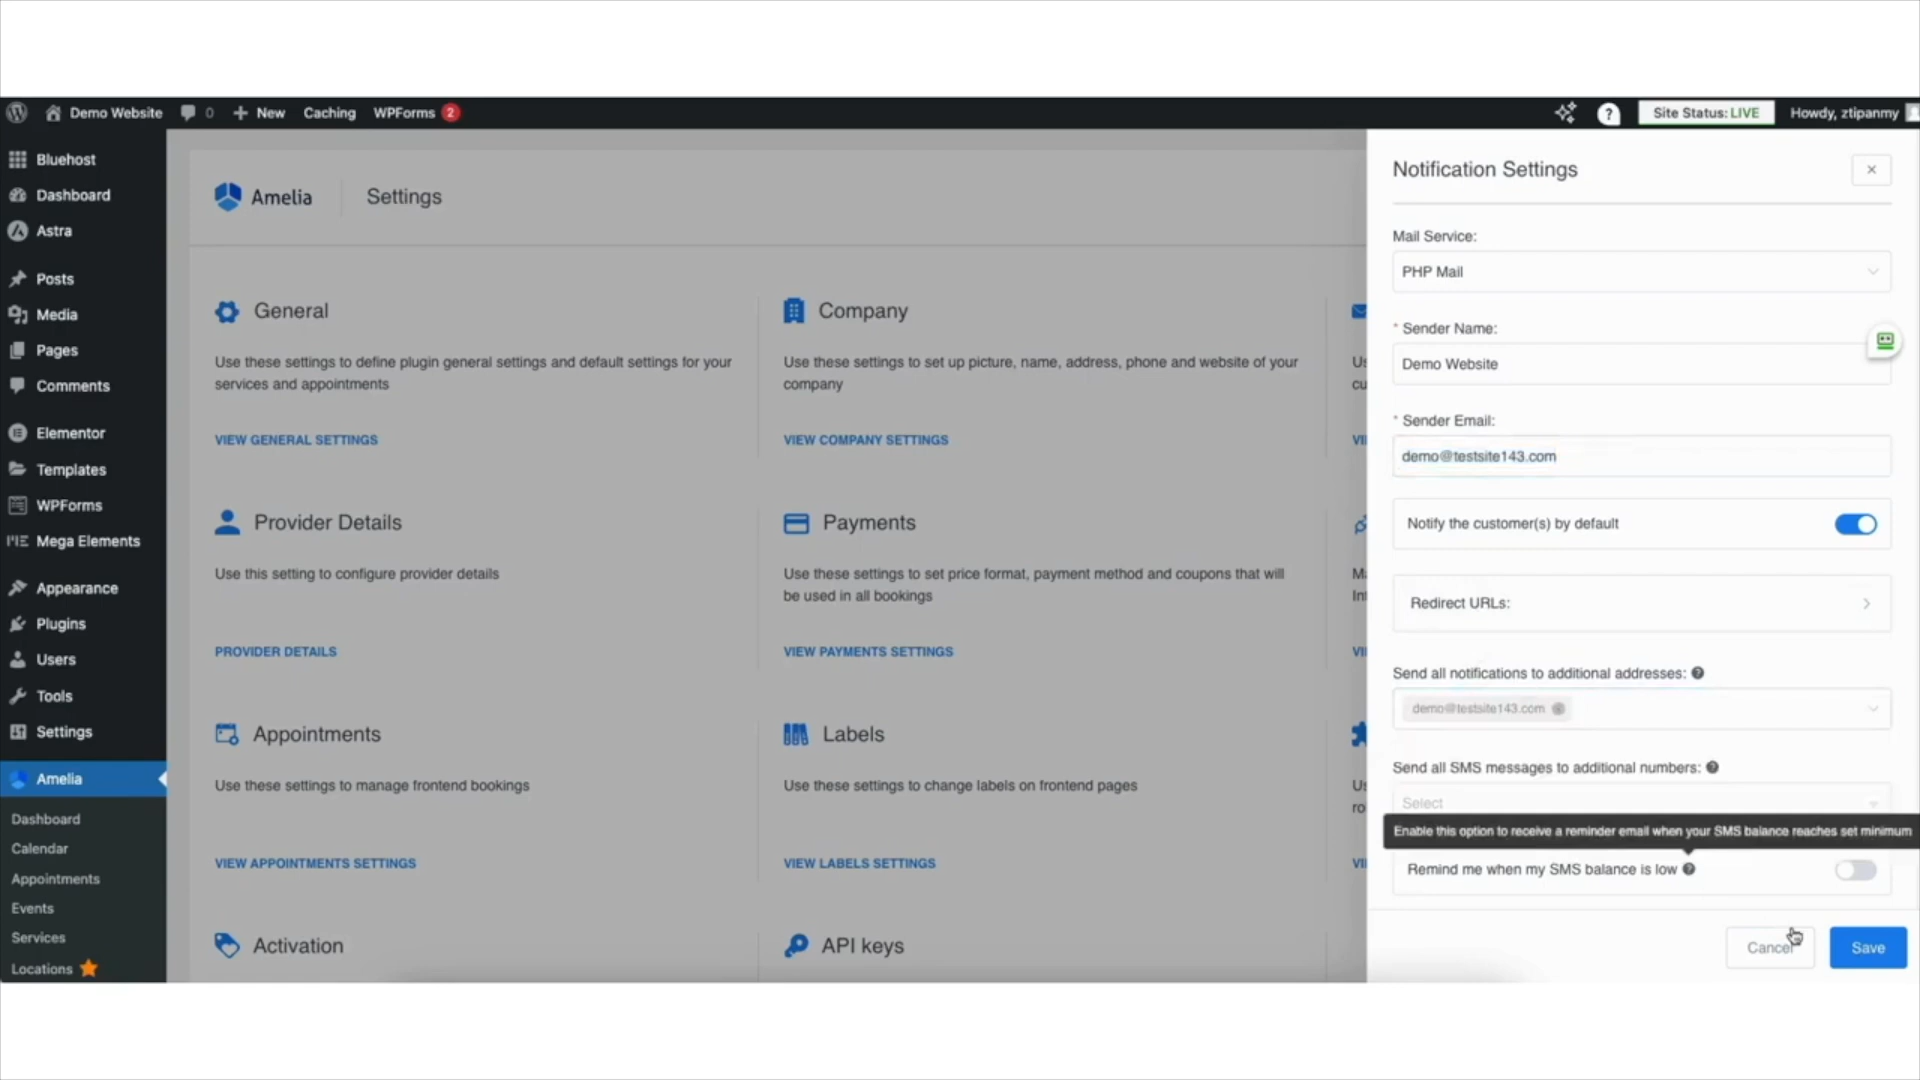 Demo Website
0
New
Caching
WPForms 2
?
Site Status: LIVE
Howdy, ztipanmy
Bluehost
Dashboard
Astra
Posts
Media
Pages
Comments
Elementor
Templates
WPForms
Mega Elements
Appearance
Plugins
Users
Tools
Settings
Amelia
Dashboard
Calendar
Appointments
Events
Services
Locations
Amelia
Settings
General
Use these settings to define plugin general settings and default settings for your
services and appointments
VIEW GENERAL SETTINGS
Company
Use these settings to set up picture, name, address, phone and website of your
company
VIEW COMPANY SETTINGS
Provider Details
Use this setting to configure provider details
PROVIDER DETAILS
Payments
Use these settings to set price format, payment method and coupons that will
be used in all bookings
VIEW PAYMENTS SETTINGS
Appointments
Use these settings to manage frontend bookings
VIEW APPOINTMENTS SETTINGS
Labels
Use these settings to change labels on frontend pages
VIEW LABELS SETTINGS
Activation
API keys
Notification Settings
Mail Service:
PHP Mail
* Sender Name:
Demo Website
* Sender Email:
demo@testsite143.com
Notify the customer(s) by default
Redirect URLs:
Send all notifications to additional addresses:
demo@testsite143.com
Send all SMS messages to additional numbers:
Select
Enable this option to receive a reminder email when your SMS balance reaches set minimum
Remind me when my SMS balance is low
Cancel
Save